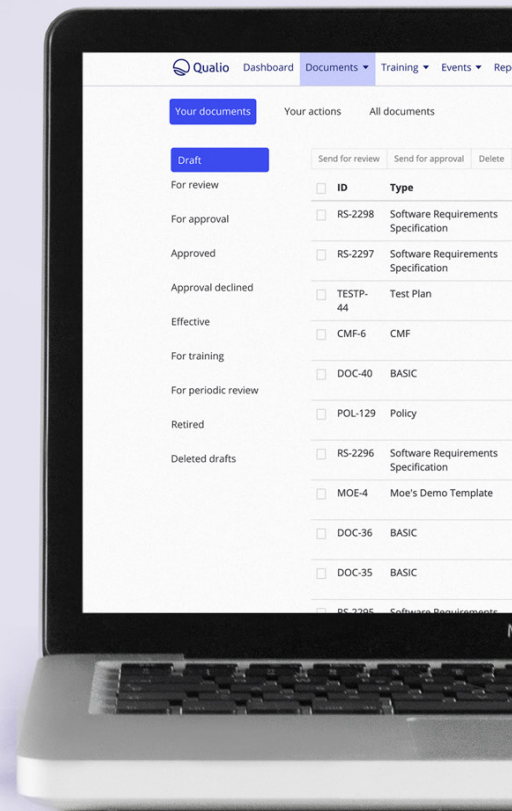 Qualio Dashboard Documents Training Events
Your documents Your actions All documents
Draft
For review
For approval
Approved
Approval declined
Effective
For training
For periodic review
Retired
Deleted drafts
Send for review Send for approval Delete
ID Type
RS-2298 Software Requirements
Specification
RS-2297 Software Requirements
Specification
TESTP-
44 Test Plan
CMF-6 CMF
DOC-40 BASIC
POL-129 Policy
RS-2296 Software Requirements
Specification
MOE-4 Moe's Demo Template
DOC-36 BASIC
DOC-35 BASIC
RS-2295 Software Requirements